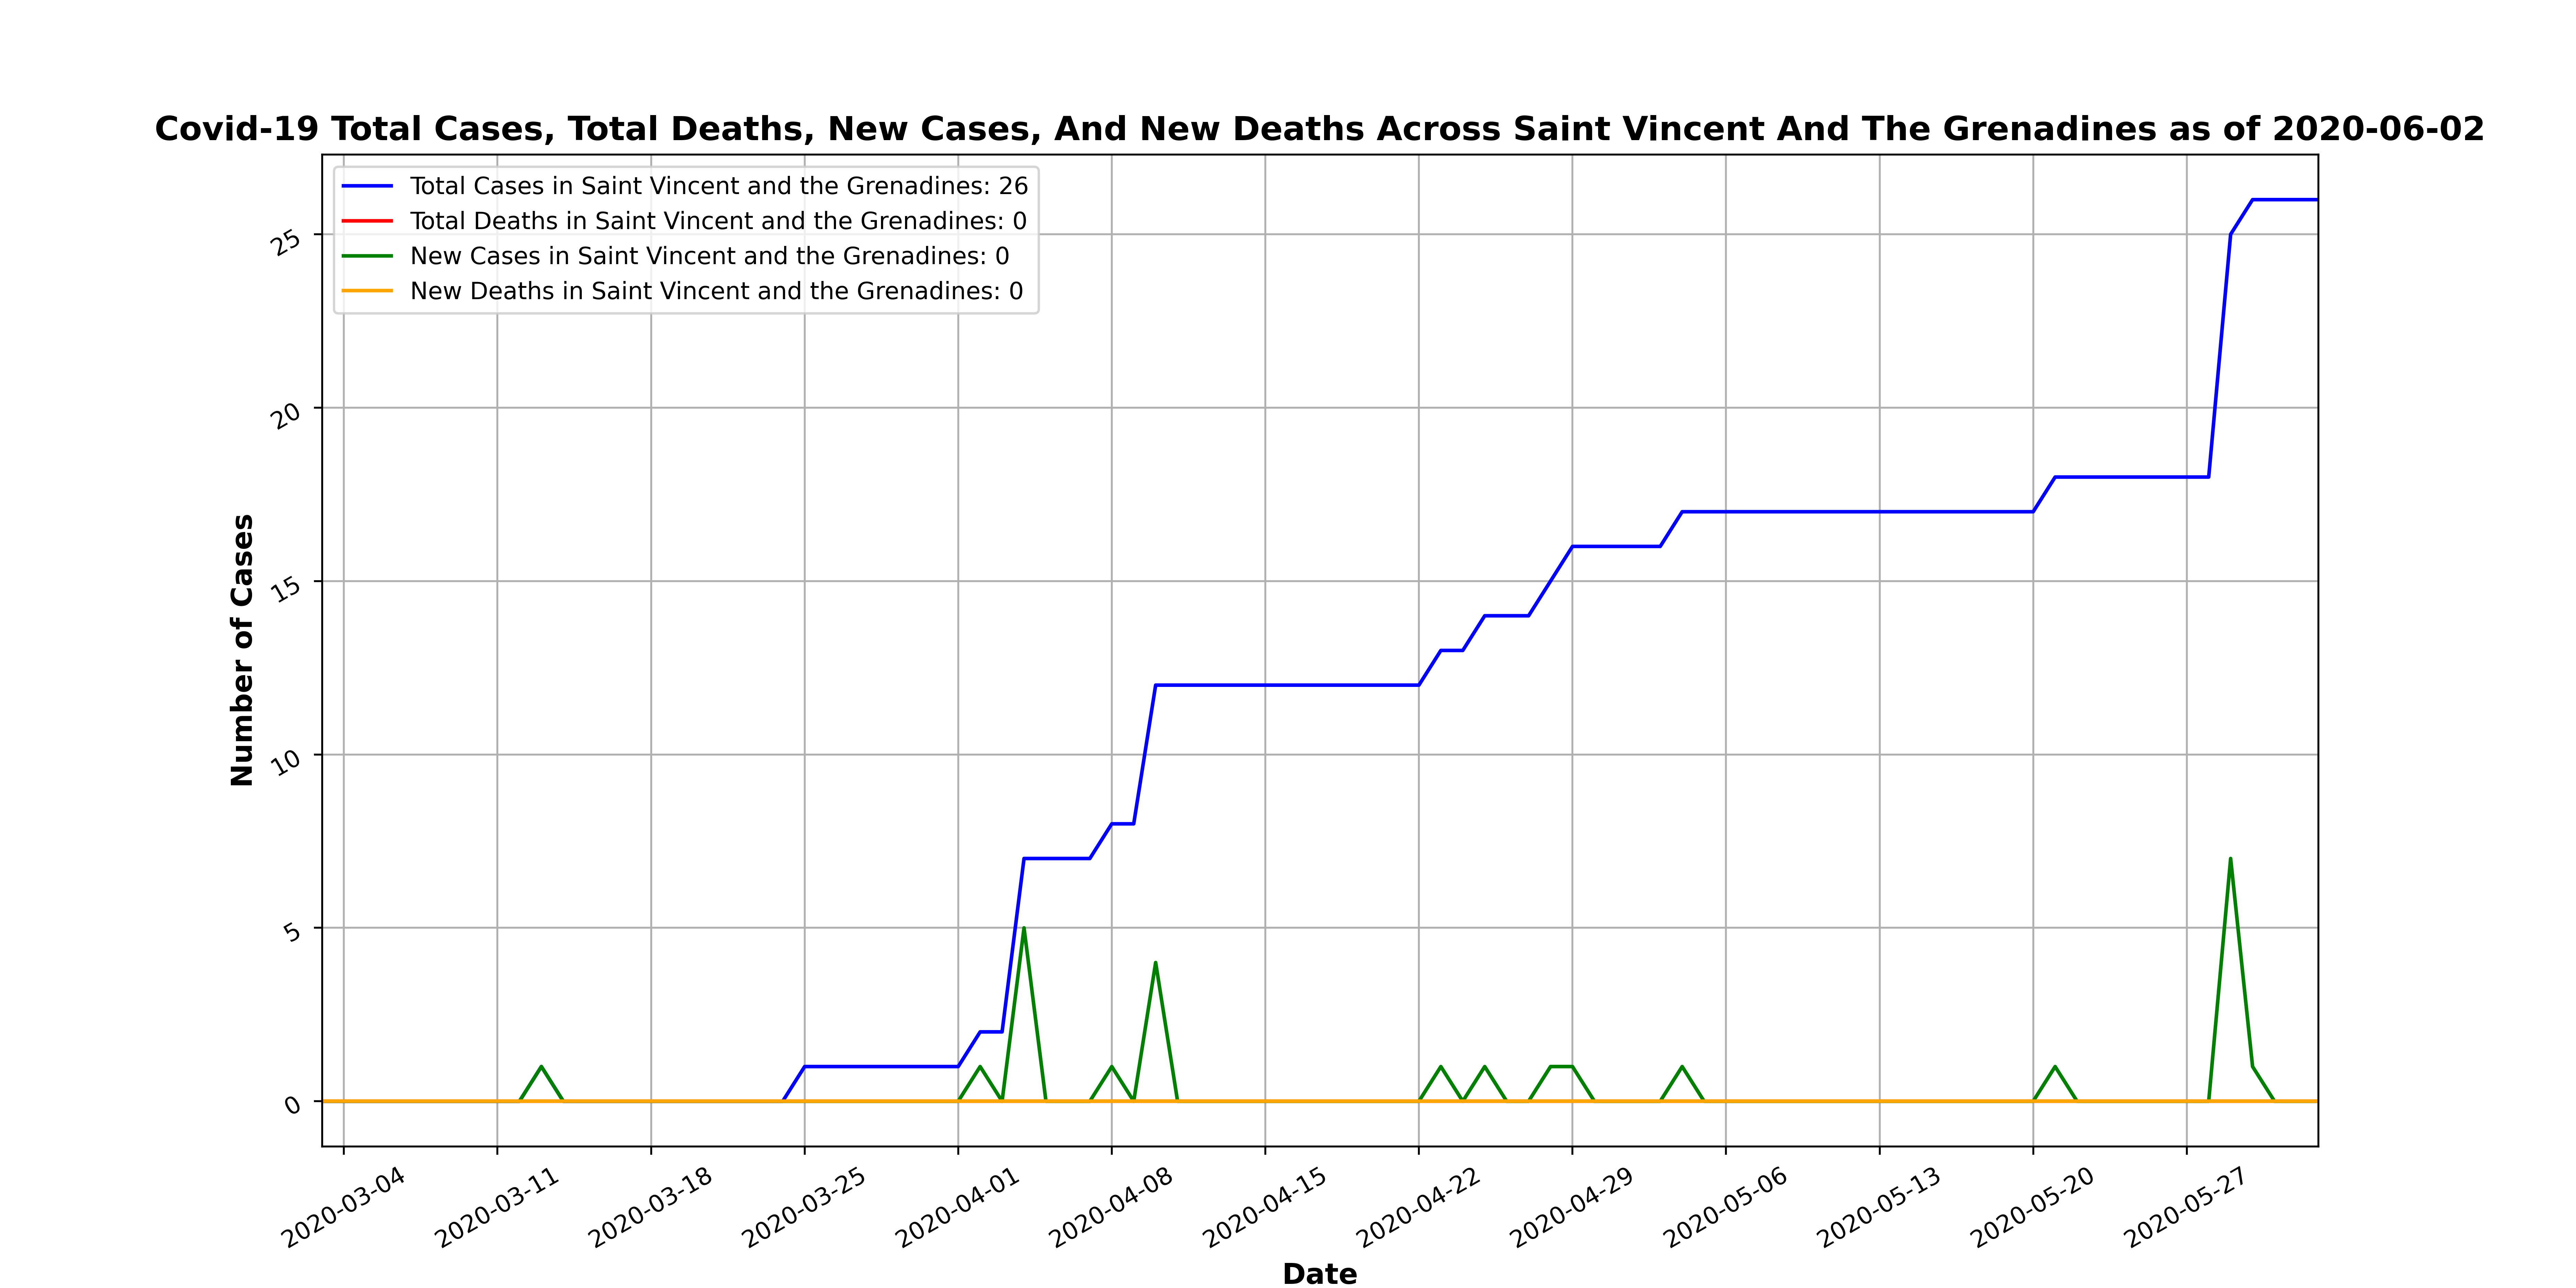 Covid-19 Total Cases, Total Deaths, New Cases, And New Deaths Across Saint Vincent And The Grenadines as of 2020-06-02
Total Cases in Saint Vincent and the Grenadines: 26
Total Deaths in Saint Vincent and the Grenadines: 0
New Cases in Saint Vincent and the Grenadines: 0
New Deaths in Saint Vincent and the Grenadines: 0
Number of Cases
25
20
15
10
5
0
2020-03-04
2020-03-11
2020-03-18
2020-03-25
2020-04-01
2020-04-08
2020-04-15
2020-04-22
2020-04-29
2020-05-06
2020-05-13
2020-05-20
2020-05-27
Date